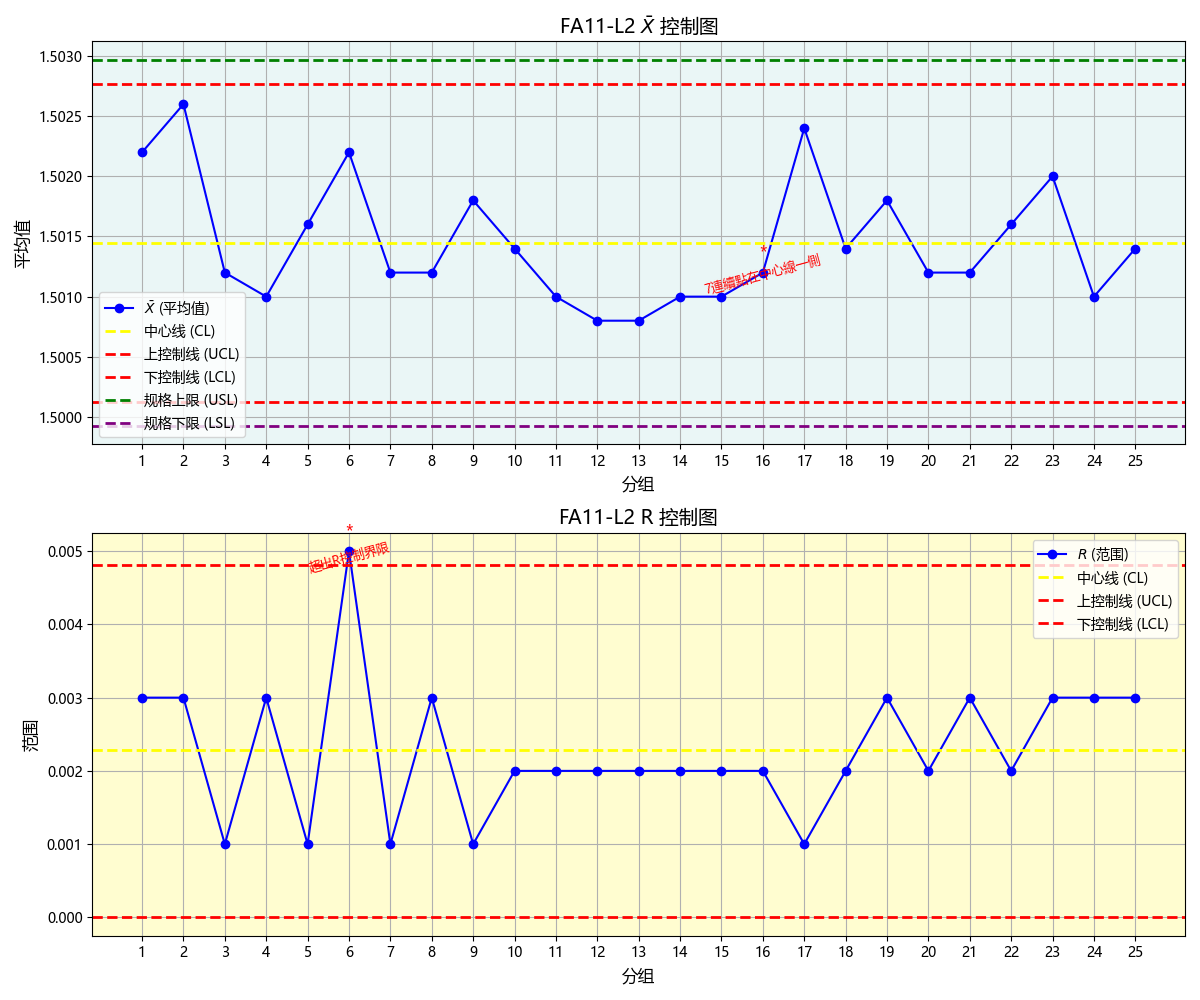 FA11-L2 X̄ 控制图
1.5030
1.5025
1.5020
1.5015
1.5010
1.5005
1.5000
平均值
*
7連續點在中心線一側
X̄ (平均值)
中心线 (CL)
上控制线 (UCL)
下控制线 (LCL)
规格上限 (USL)
规格下限 (LSL)
1 2 3 4 5 6 7 8 9 10 11 12 13 14 15 16 17 18 19 20 21 22 23 24 25
分组
FA11-L2 R 控制图
*
超出R控制界限
0.005
0.004
0.003
0.002
0.001
0.000
范围
R (范围)
中心线 (CL)
上控制线 (UCL)
下控制线 (LCL)
1 2 3 4 5 6 7 8 9 10 11 12 13 14 15 16 17 18 19 20 21 22 23 24 25
分组